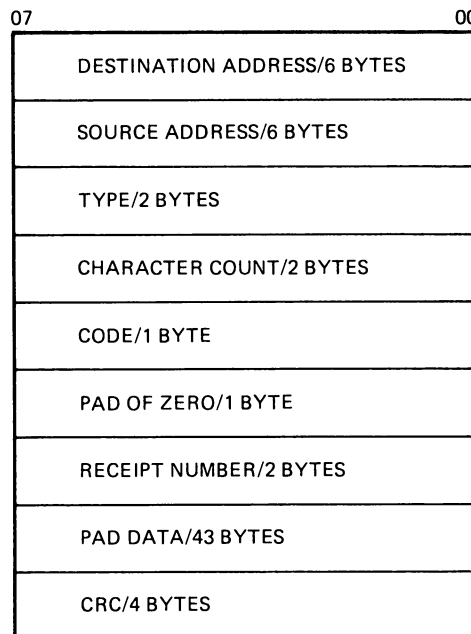 07 00
DESTINATION ADDRESS/6 BYTES
SOURCE ADDRESS/6 BYTES
TYPE/2 BYTES
CHARACTER COUNT/2 BYTES
CODE/1 BYTE
PAD OF ZERO/1 BYTE
RECEIPT NUMBER/2 BYTES
PAD DATA/43 BYTES
CRC/4 BYTES